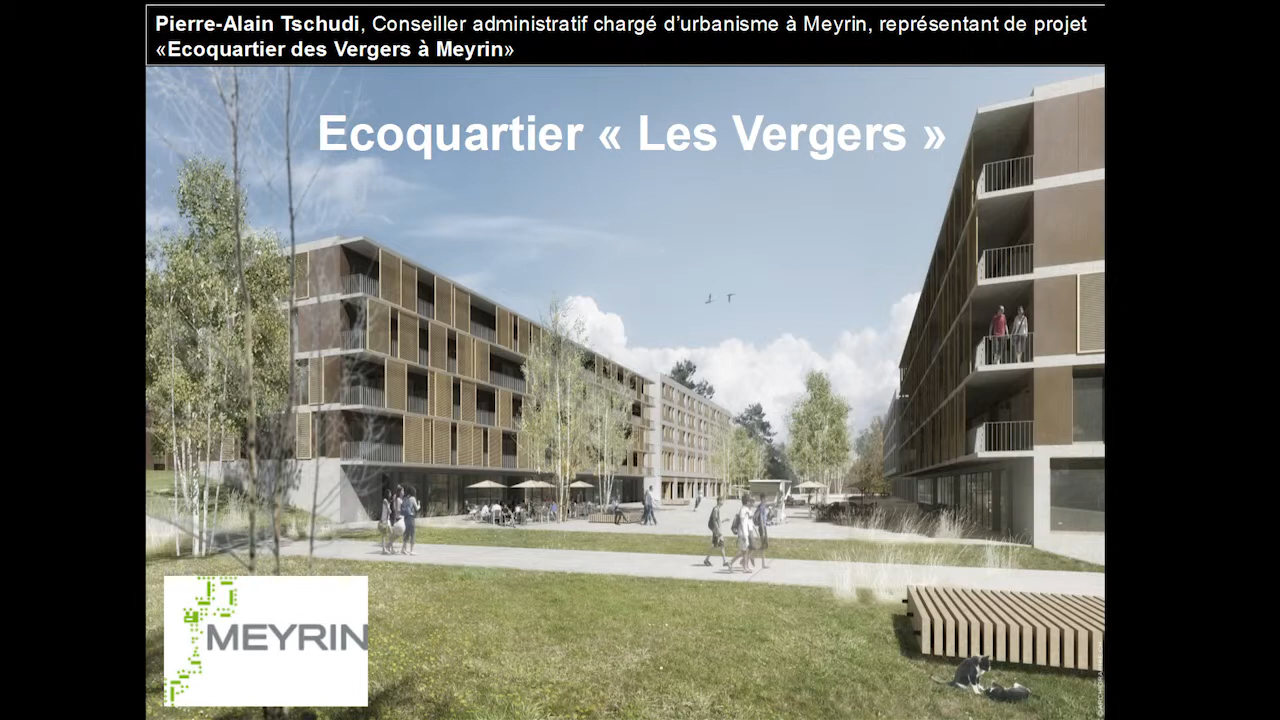 Pierre-Alain Tschudi, Conseiller administratif chargé d’urbanisme à Meyrin, représentant de projet
«Ecoquartier des Vergers à Meyrin»
Ecoquartier « Les Vergers »
MEYRIN